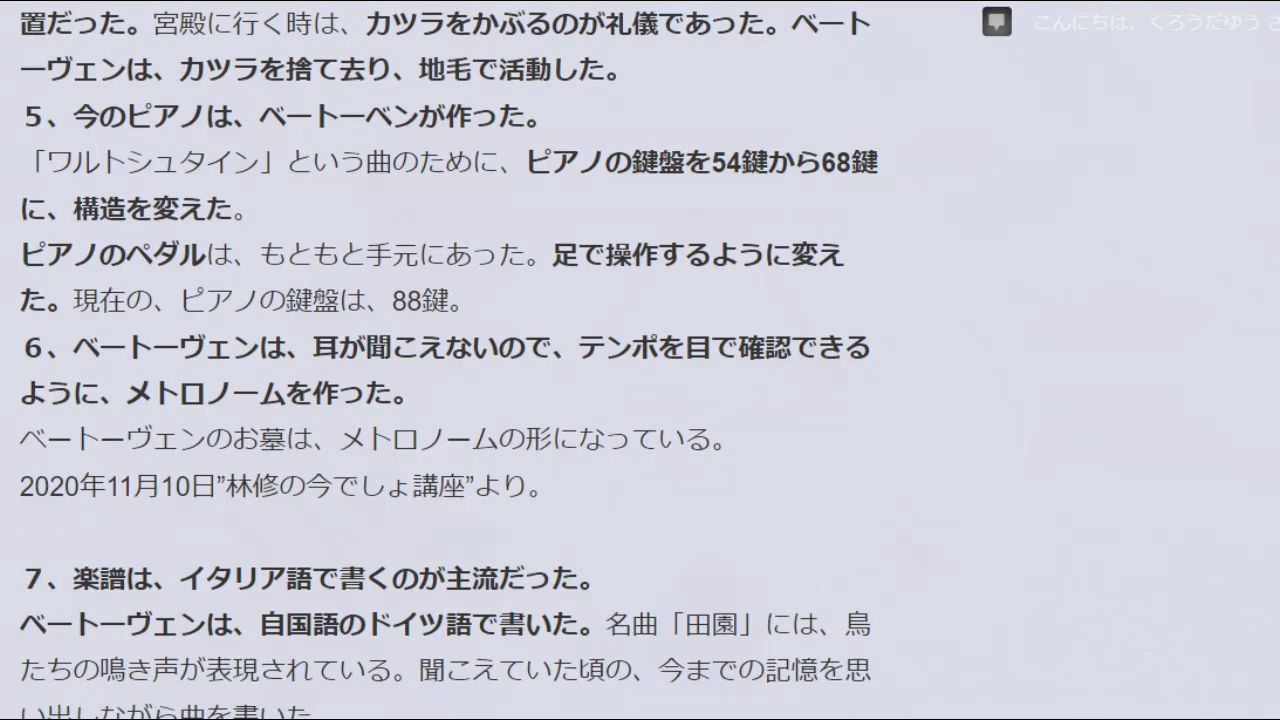 置だった。宮殿に行く時は、カツラをかぶるのが礼儀であった。ベート
ーヴェンは、カツラを捨て去り、地毛で活動した。
５、今のピアノは、ベートーベンが作った。
「ワルトシュタイン」という曲のために、ピアノの鍵盤を54鍵から68鍵
に、構造を変えた。
ピアノのペダルは、もともと手元にあった。足で操作するように変え
た。現在の、ピアノの鍵盤は、88鍵。
６、ベートーヴェンは、耳が聞こえないので、テンポを目で確認できる
ように、メトロノームを作った。
ベートーヴェンのお墓は、メトロノームの形になっている。
2020年11月10日”林修の今でしょ講座”より。
７、楽譜は、イタリア語で書くのが主流だった。
ベートーヴェンは、自国語のドイツ語で書いた。名曲「田園」には、鳥
たちの鳴き声が表現されている。聞こえていた頃の、今までの記憶を思
い出しながら曲を書いた
こんにちは、くろうだゆう さ